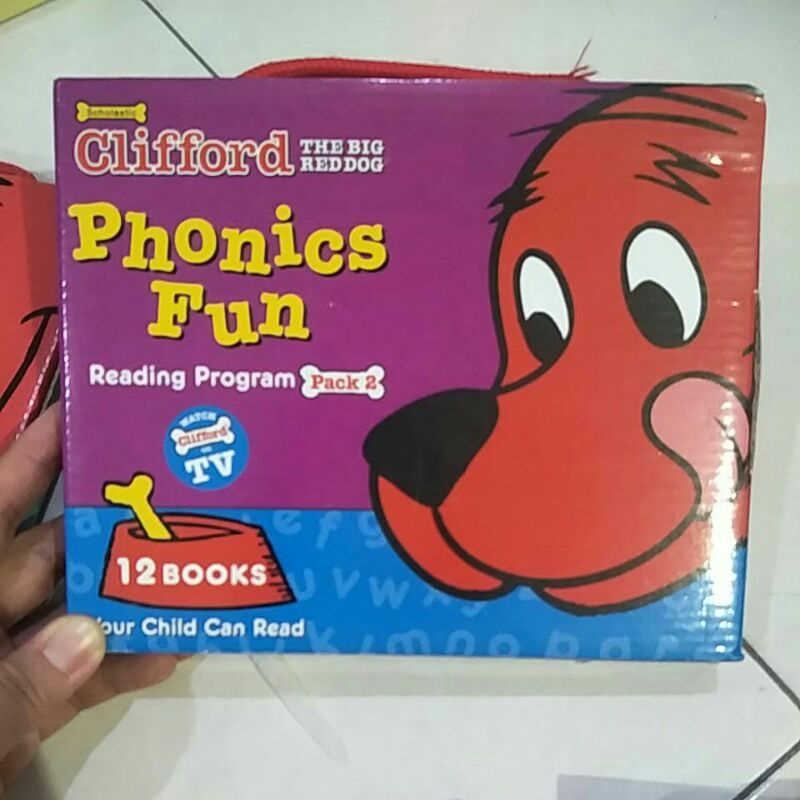 Scholastic
Clifford THE BIG
RED DOG
Phonics
Fun
Reading Program Pack 2
WATCH
Clifford
ON
TV
12 BOOKS
Your Child Can Read